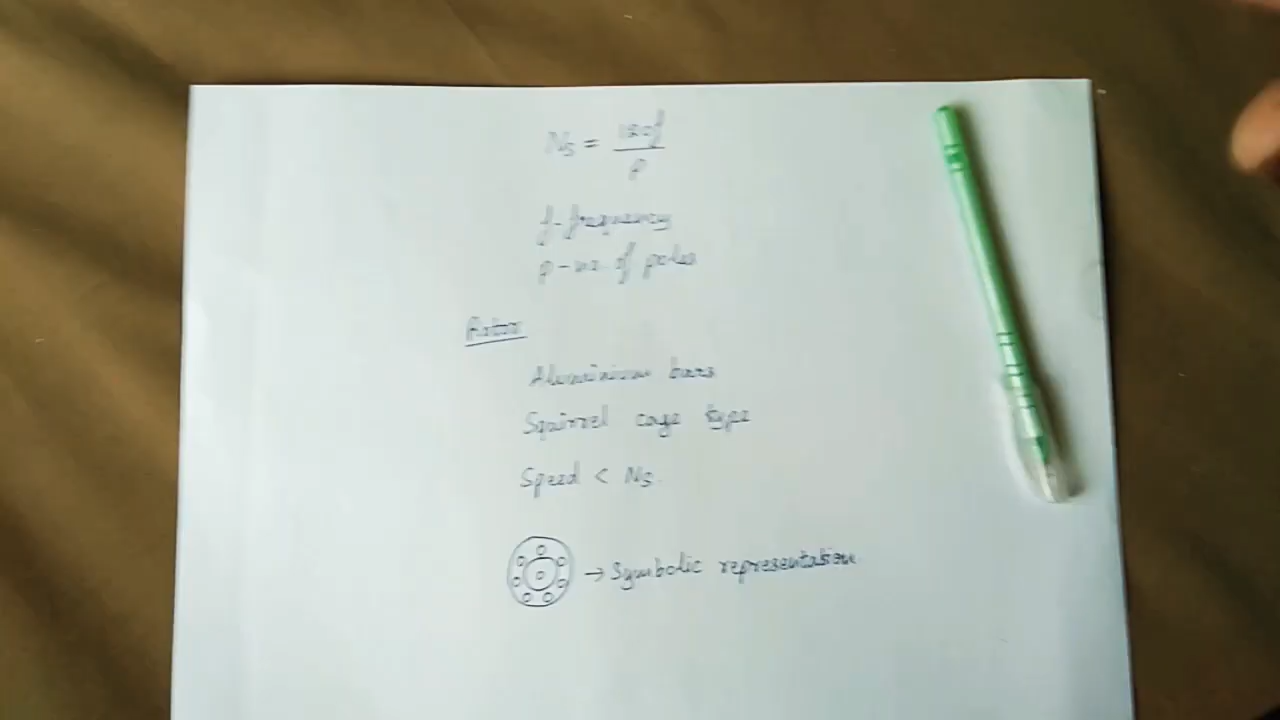 Ns = 120f / P
f - frequency
P - no. of poles
Rotor
Aluminium bars
Squirrel cage type
Speed < Ns.
→ Symbolic representation